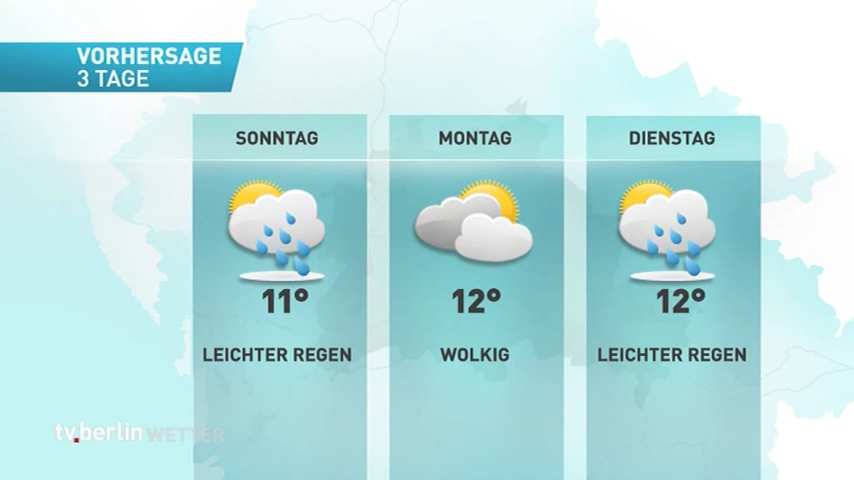 VORHERSAGE
3 TAGE
SONNTAG
MONTAG
DIENSTAG
11°
12°
12°
LEICHTER REGEN
WOLKIG
LEICHTER REGEN
tv.berlin WETTER